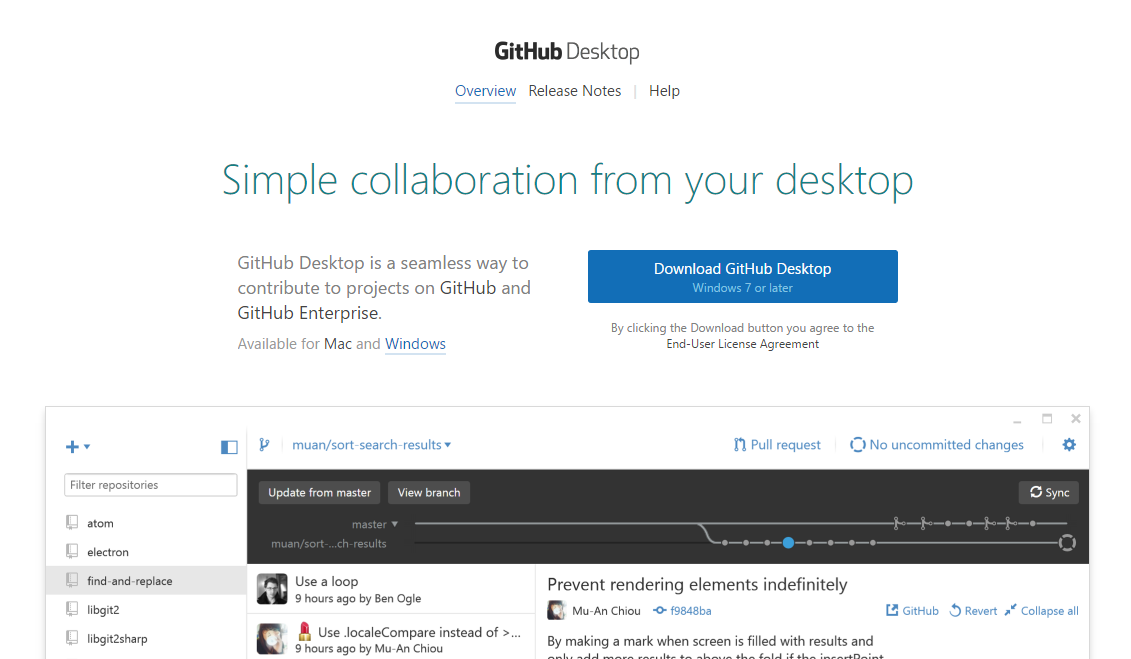 GitHub Desktop
Overview Release Notes | Help
Simple collaboration from your desktop
GitHub Desktop is a seamless way to
contribute to projects on GitHub and
GitHub Enterprise.
Available for Mac and Windows
Download GitHub Desktop
Windows 7 or later
By clicking the Download button you agree to the
End-User License Agreement
muan/sort-search-results
Pull request
No uncommitted changes
Filter repositories
atom
electron
find-and-replace
libgit2
libgit2sharp
Update from master
View branch
Sync
master
muan/sort-...ch-results
Use a loop
9 hours ago by Ben Ogle
💄 Use .localeCompare instead of >...
9 hours ago by Mu-An Chiou
Prevent rendering elements indefinitely
Mu-An Chiou f9848ba
GitHub Revert Collapse all
By making a mark when screen is filled with results and
only add more results to above the fold if the insertPoint